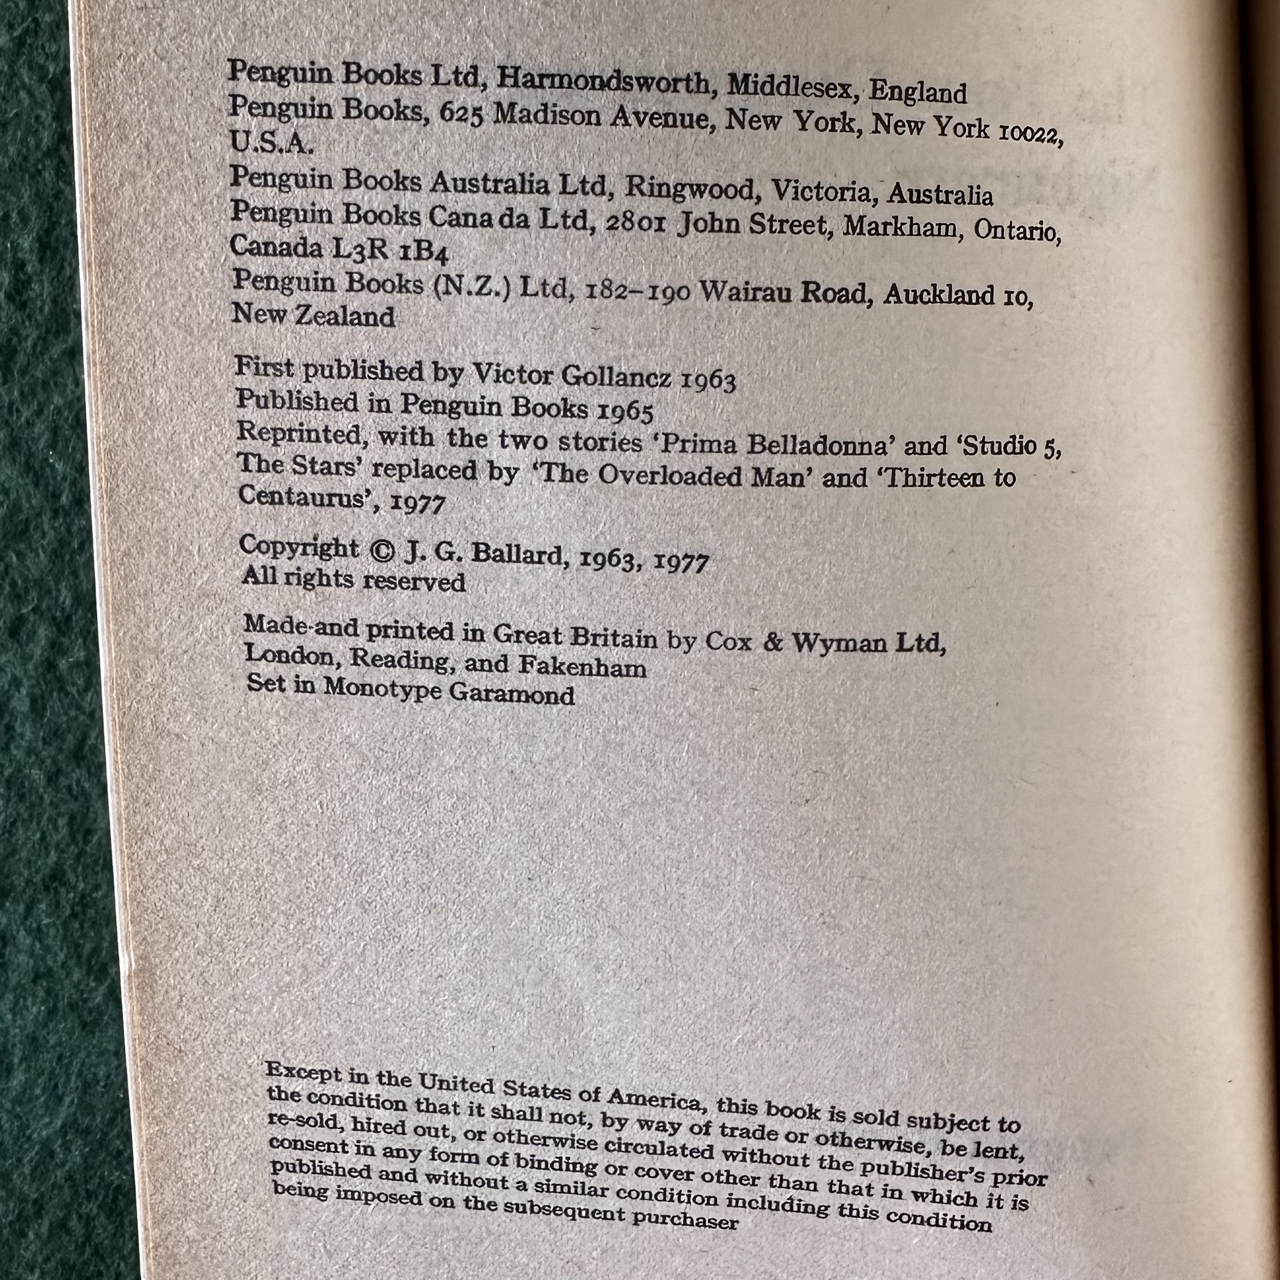 Penguin Books Ltd, Harmondsworth, Middlesex, England
Penguin Books, 625 Madison Avenue, New York, New York 10022,
U.S.A.
Penguin Books Australia Ltd, Ringwood, Victoria, Australia
Penguin Books Canada Ltd, 2801 John Street, Markham, Ontario,
Canada L3R 1B4
Penguin Books (N.Z.) Ltd, 182–190 Wairau Road, Auckland 10,
New Zealand
First published by Victor Gollancz 1963
Published in Penguin Books 1965
Reprinted, with the two stories ‘Prima Belladonna’ and ‘Studio 5,
The Stars’ replaced by ‘The Overloaded Man’ and ‘Thirteen to
Centaurus’, 1977
Copyright © J. G. Ballard, 1963, 1977
All rights reserved
Made and printed in Great Britain by Cox & Wyman Ltd,
London, Reading, and Fakenham
Set in Monotype Garamond
Except in the United States of America, this book is sold subject to
the condition that it shall not, by way of trade or otherwise, be lent,
re-sold, hired out, or otherwise circulated without the publisher’s prior
consent in any form of binding or cover other than that in which it is
published and without a similar condition including this condition
being imposed on the subsequent purchaser